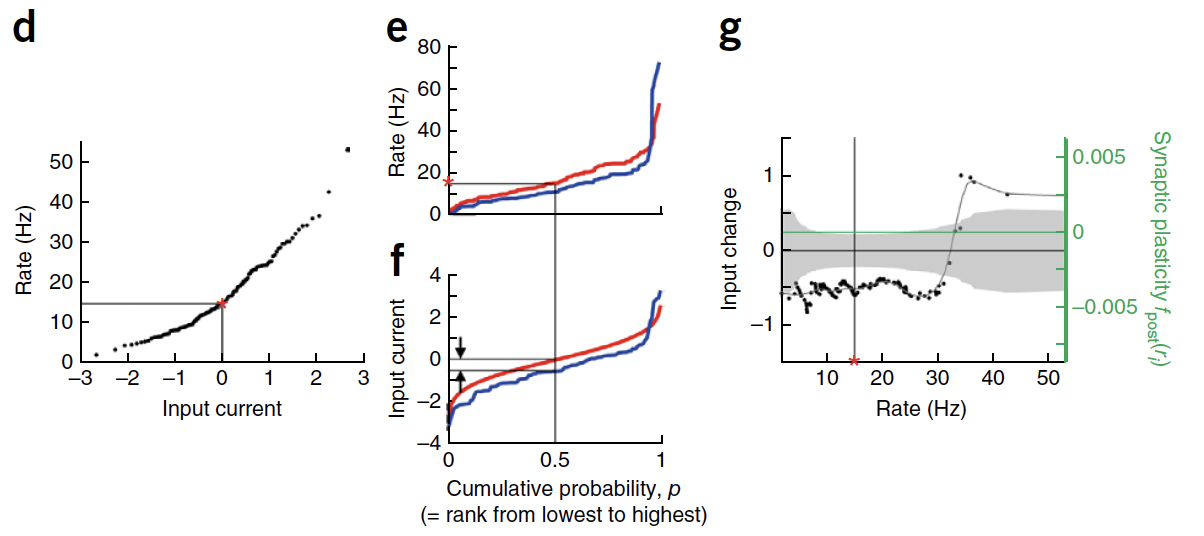 d
50
40
30
20
10
0
Rate (Hz)
−3 −2 −1 0 1 2 3
Input current
e
80
60
40
20
0
Rate (Hz)
f
4
2
0
−2
−4
Input current
0 0.5 1
Cumulative probability, p
(= rank from lowest to highest)
g
1
0
−1
Input change
0.005
0
−0.005
Synaptic plasticity f post(ri)
10 20 30 40 50
Rate (Hz)